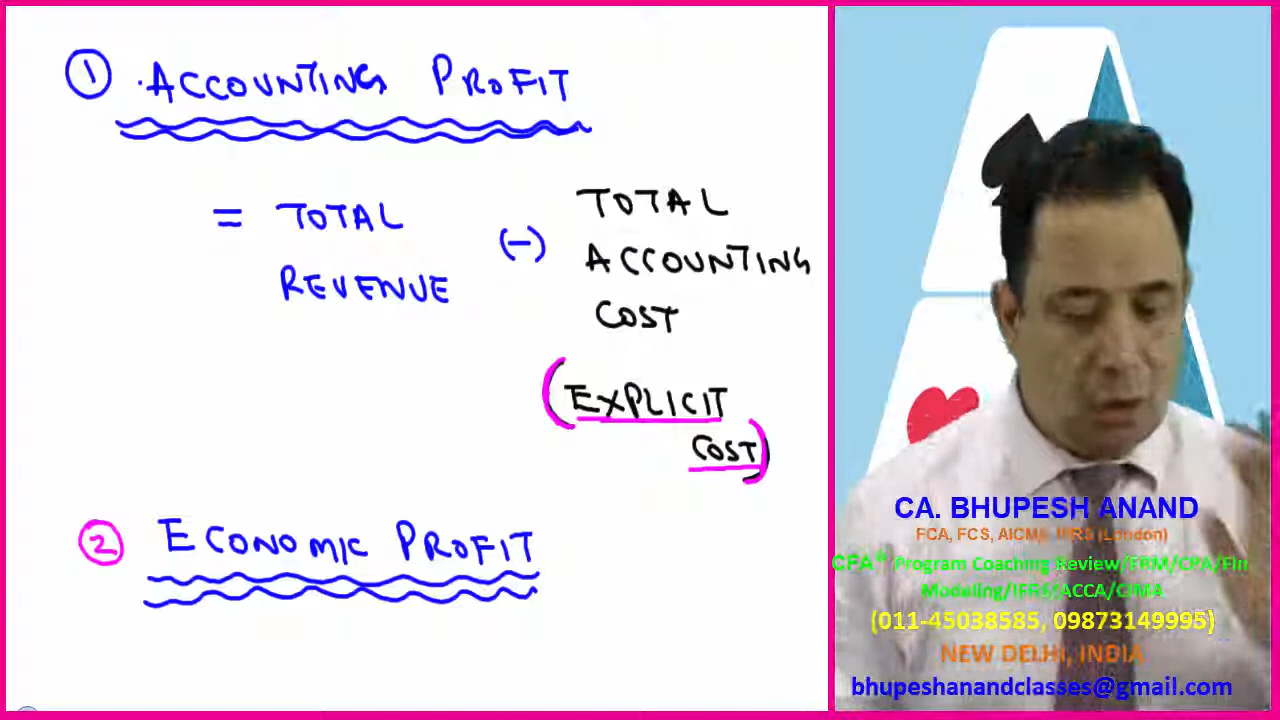 1 ACCOUNTING PROFIT
= TOTAL REVENUE (-) TOTAL ACCOUNTING COST
(EXPLICIT COST)
2 ECONOMIC PROFIT
CA. BHUPESH ANAND
FCA, FCS, AICMA, IFRS (London)
CFA* Program Coaching Review/FRM/CPA/Fin
Modeling/IFRS/ACCA/CIMA
(011-45038585, 09873149995)
NEW DELHI, INDIA
bhupeshanandclasses@gmail.com